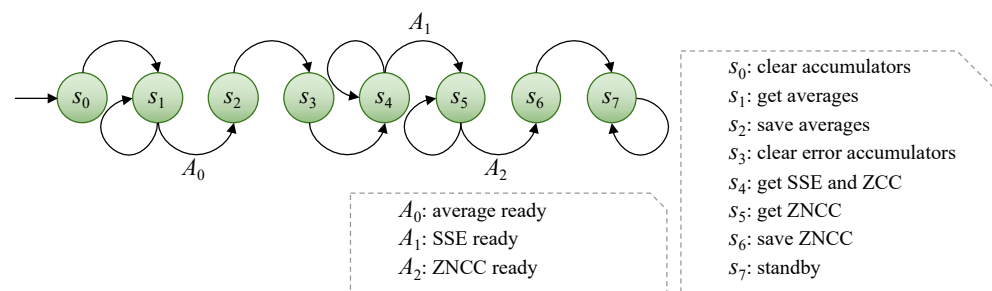 A₁
s₀ s₁ s₂ s₃ s₄ s₅ s₆ s₇
A₀ A₂
s₀: clear accumulators
s₁: get averages
s₂: save averages
s₃: clear error accumulators
s₄: get SSE and ZCC
s₅: get ZNCC
s₆: save ZNCC
s₇: standby
A₀: average ready
A₁: SSE ready
A₂: ZNCC ready